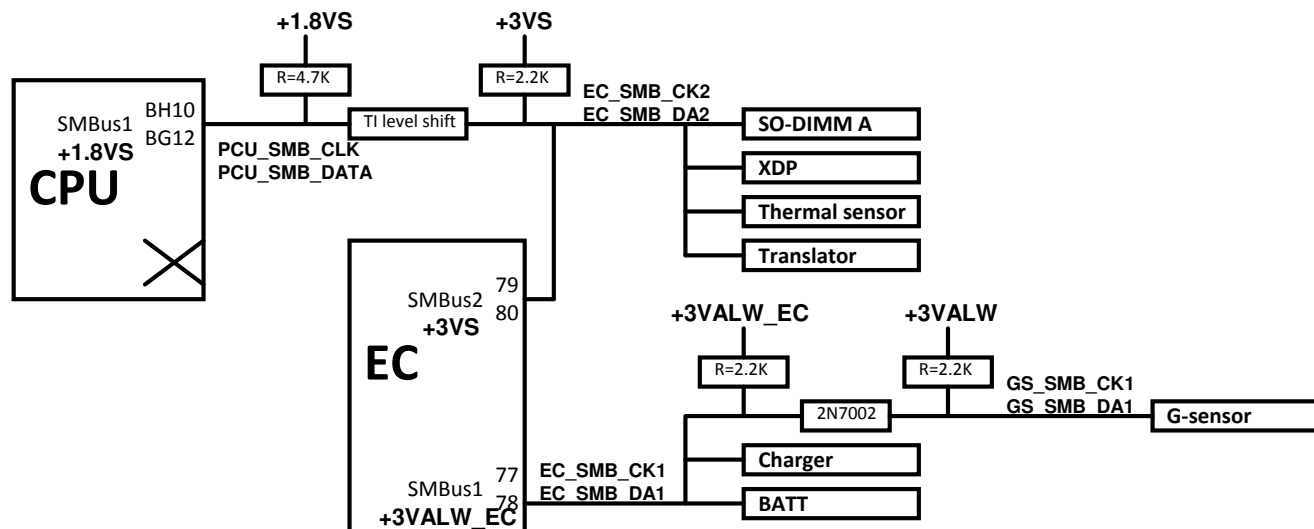 +1.8VS
+3VS
R=4.7K
R=2.2K
EC_SMB_CK2
EC_SMB_DA2
BH10
SMBus1
BG12
+1.8VS
CPU
TI level shift
PCU_SMB_CLK
PCU_SMB_DATA
SO-DIMM A
XDP
Thermal sensor
Translator
79
SMBus2
80
+3VS
EC
+3VALW_EC
+3VALW
R=2.2K
R=2.2K
GS_SMB_CK1
GS_SMB_DA1
2N7002
G-sensor
Charger
BATT
77
EC_SMB_CK1
SMBus1
78
EC_SMB_DA1
+3VALW_EC